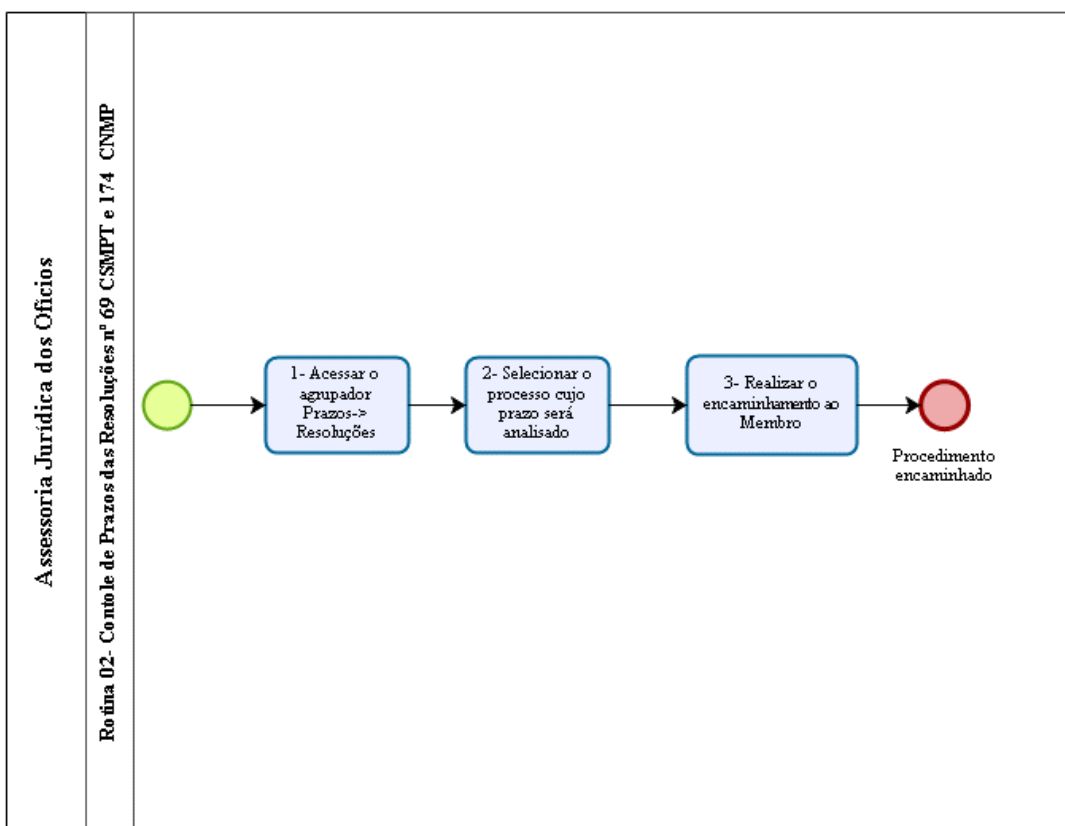 Assessoria Jurídica dos Ofícios
Rotina 02- Contole de Prazos das Resoluções nº 69 CSMPT e 174 CNMP
1- Acessar o
agrupador
Prazos->
Resoluções
2- Selecionar o
processo cujo
prazo será
analisado
3- Realizar o
encaminhamento ao
Membro
Procedimento
encaminhado